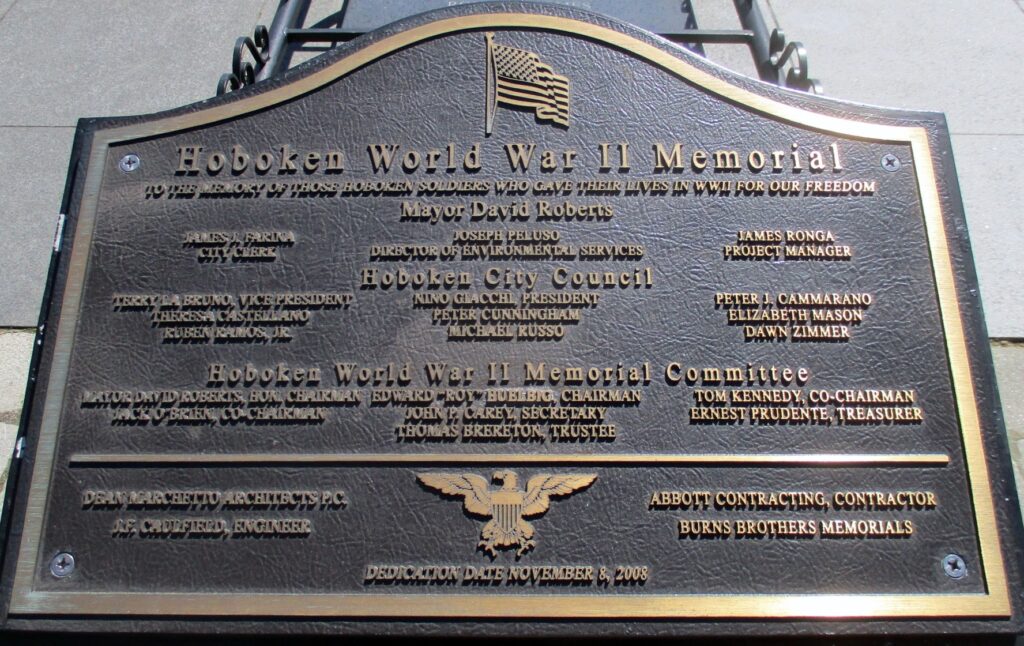 Hoboken World War II Memorial
TO THE MEMORY OF THOSE HOBOKEN SOLDIERS WHO GAVE THEIR LIVES IN WWII FOR OUR FREEDOM
Mayor David Roberts
JAMES J. FARINA JOSEPH PELUSO JAMES RONGA
CITY CLERK DIRECTOR OF ENVIRONMENTAL SERVICES PROJECT MANAGER
Hoboken City Council
TERRY LA BRUNO, VICE PRESIDENT NINO GIACCHI, PRESIDENT PETER J. CAMMARANO
THERESA CASTELLANO PETER CUNNINGHAM ELIZABETH MASON
RUBEN RAMOS, JR. MICHAEL RUSSO DAWN ZIMMER
Hoboken World War II Memorial Committee
MAYOR DAVID ROBERTS, HON. CHAIRMAN EDWARD "ROY" HUELBIG, CHAIRMAN TOM KENNEDY, CO-CHAIRMAN
JACK O'BRIEN, CO-CHAIRMAN JOHN P. CAREY, SECRETARY ERNEST PRUDENTE, TREASURER
THOMAS BRERETON, TRUSTEE
DEAN MARCHETTO ARCHITECTS P.C. ABBOTT CONTRACTING, CONTRACTOR
J.F. CAULFIELD, ENGINEER BURNS BROTHERS MEMORIALS
DEDICATION DATE NOVEMBER 8, 2008